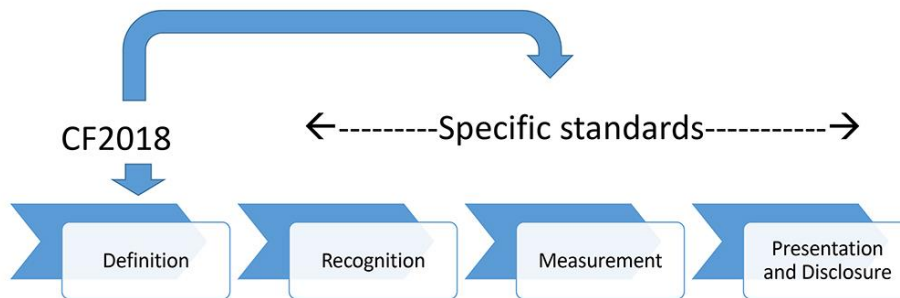 CF2018
←---------Specific standards-----------→
Definition
Recognition
Measurement
Presentation
and Disclosure